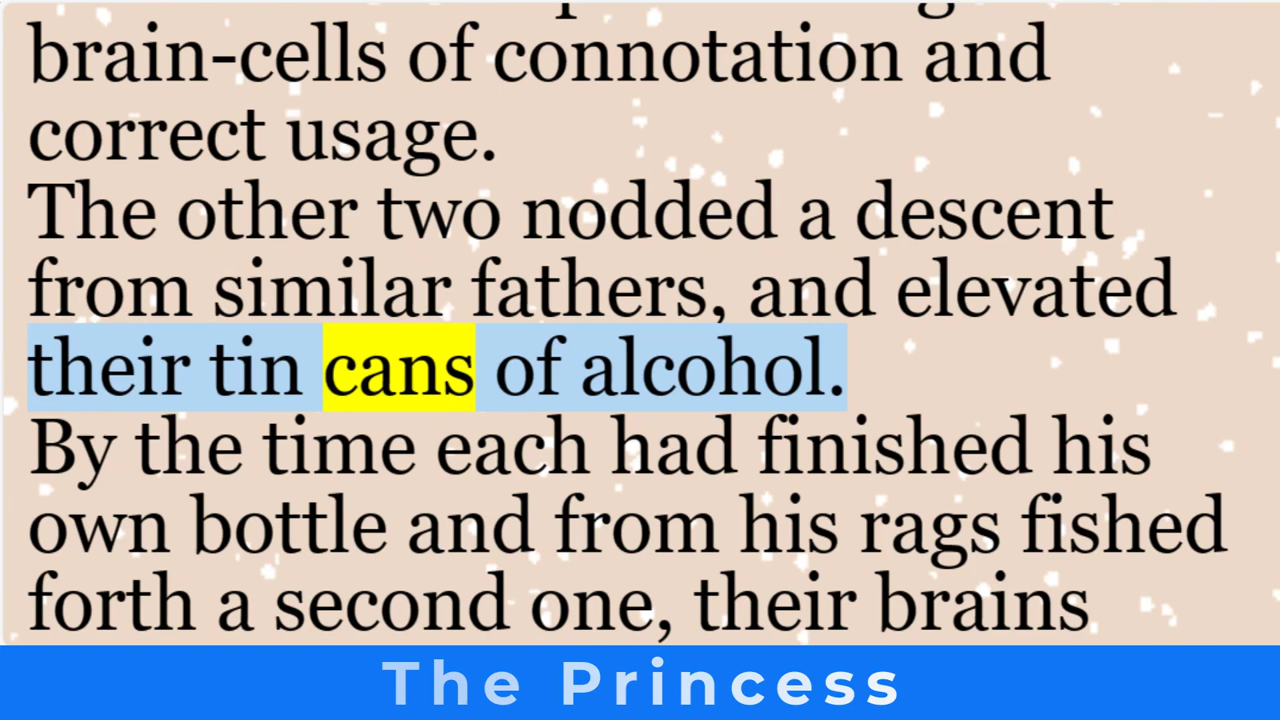 brain-cells of connotation and
correct usage.
The other two nodded a descent
from similar fathers, and elevated
their tin cans of alcohol.
By the time each had finished his
own bottle and from his rags fished
forth a second one, their brains
The Princess